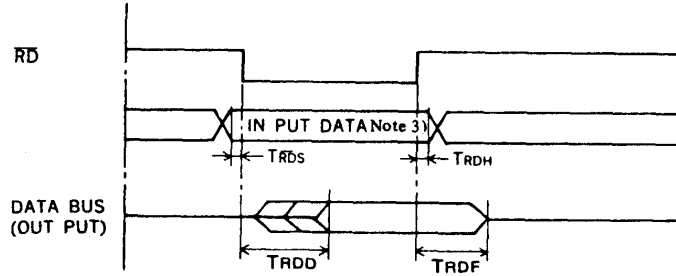 RD
IN PUT DATA Note 3)
TRDS
TRDH
DATA BUS
(OUT PUT)
TRDD
TRDF